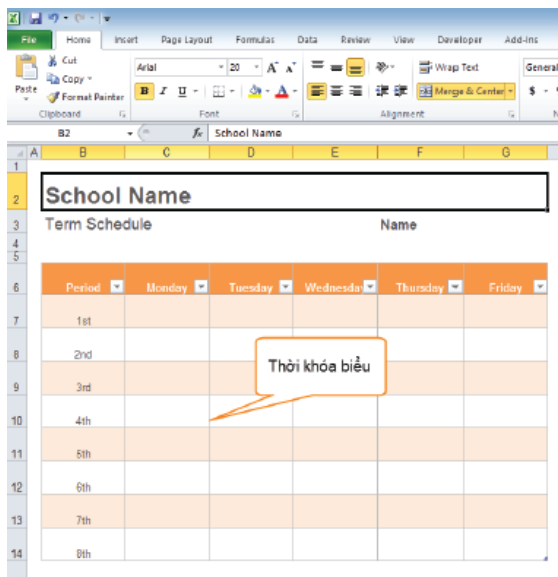 File Home Insert Page Layout Formulas Data Review View Developer Add-Ins
Cut
Copy
Format Painter
Paste
Arial 20 A A
Wrap Text
General
B I U A
Merge & Center
$
Clipboard Font Alignment
B2 fx School Name
A B C D E F G
1
2 School Name
3 Term Schedule Name
4
5
6 Period Monday Tuesday Wednesday Thursday Friday
7 1st
8 2nd
Thời khóa biểu
9 3rd
10 4th
11 5th
12 6th
13 7th
14 8th